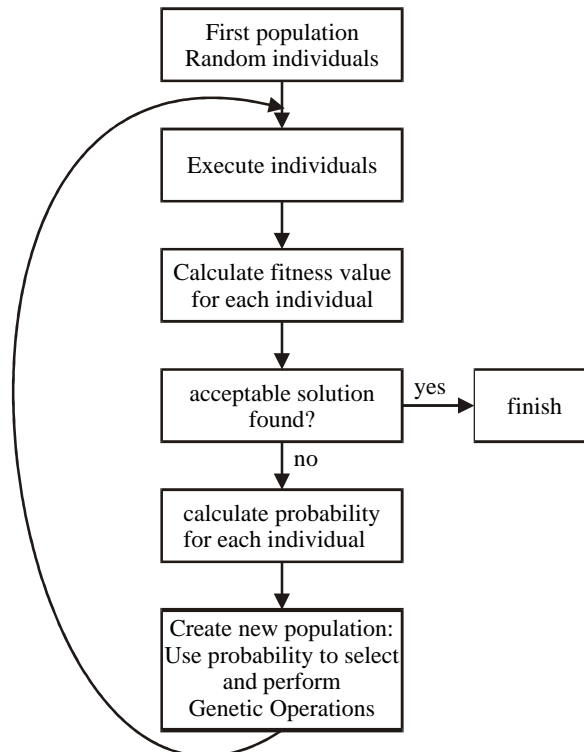 First population
Random individuals
Execute individuals
Calculate fitness value
for each individual
acceptable solution
found?
yes
finish
no
calculate probability
for each individual
Create new population:
Use probability to select
and perform
Genetic Operations